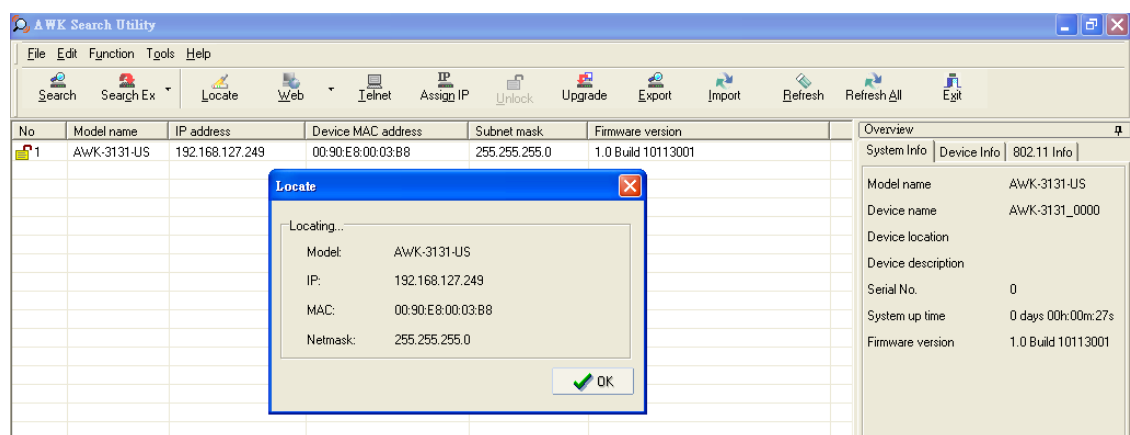 AWK Search Utility
File Edit Function Tools Help
Search Search Ex Locate Web Telnet Assign IP Unlock Upgrade Export Import Refresh Refresh All Exit
No Model name IP address Device MAC address Subnet mask Firmware version
1 AWK-3131-US 192.168.127.249 00:90:E8:00:03:B8 255.255.255.0 1.0 Build 10113001
Locate
Locating...
Model: AWK-3131-US
IP: 192.168.127.249
MAC: 00:90:E8:00:03:B8
Netmask: 255.255.255.0
OK
Overview
System Info Device Info 802.11 Info
Model name AWK-3131-US
Device name AWK-3131_0000
Device location
Device description
Serial No. 0
System up time 0 days 00h:00m:27s
Firmware version 1.0 Build 10113001